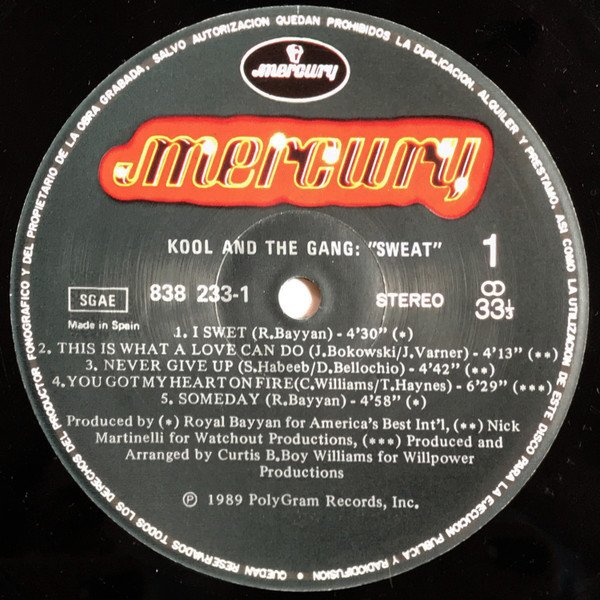 mercury
mercury
KOOL AND THE GANG: "SWEAT"
1
SGAE
838 233-1
STEREO
∞
33⅓
Made in Spain
1. I SWET (R.Bayyan) - 4'30" (*)
2. THIS IS WHAT A LOVE CAN DO (J.Bokowski/J.Varner) - 4'13" (**)
3. NEVER GIVE UP (S.Habeeb/D.Bellochio) - 4'42" (**)
4. YOU GOT MY HEART ON FIRE(C.Williams/T.Haynes) - 6'29" (***)
5. SOMEDAY (R.Bayyan) - 4'58" (*)
Produced by (*) Royal Bayyan for America's Best Int'l, (**) Nick
Martinelli for Watchout Productions, (***) Produced and
Arranged by Curtis B.Boy Williams for Willpower
Productions
℗ 1989 PolyGram Records, Inc.
• QUEDAN RESERVADOS TODOS LOS DERECHOS DEL PRODUCTOR FONOGRAFICO Y DEL PROPIETARIO DE LA OBRA GRABADA. SALVO AUTORIZACION QUEDAN PROHIBIDOS LA DUPLICACION, ALQUILER Y PRESTAMO, ASI COMO LA UTILIZACION DE ESTE DISCO PARA LA EJECUCION PUBLICA Y RADIODIFUSION